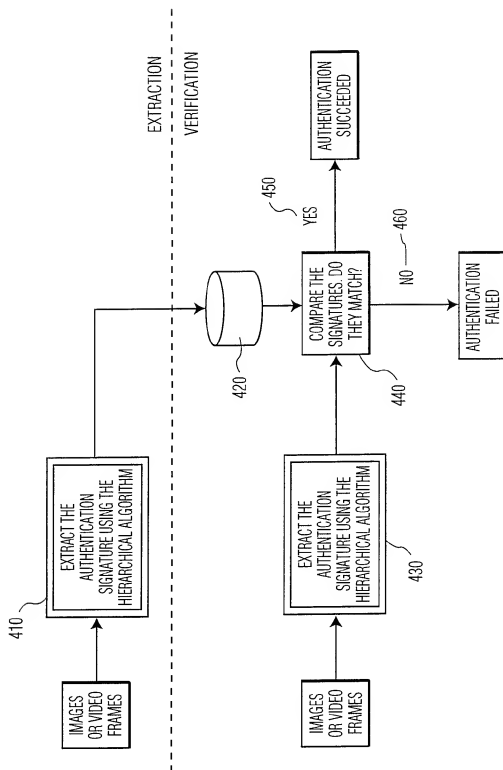 EXTRACTION
VERIFICATION
410
IMAGES
OR VIDEO
FRAMES
EXTRACT THE
AUTHENTICATION
SIGNATURE USING THE
HIERARCHICAL ALGORITHM
420
IMAGES
OR VIDEO
FRAMES
EXTRACT THE
AUTHENTICATION
SIGNATURE USING THE
HIERARCHICAL ALGORITHM
430
COMPARE THE
SIGNATURES. DO
THEY MATCH?
440
450
YES
AUTHENTICATION
SUCCEEDED
NO
460
AUTHENTICATION
FAILED